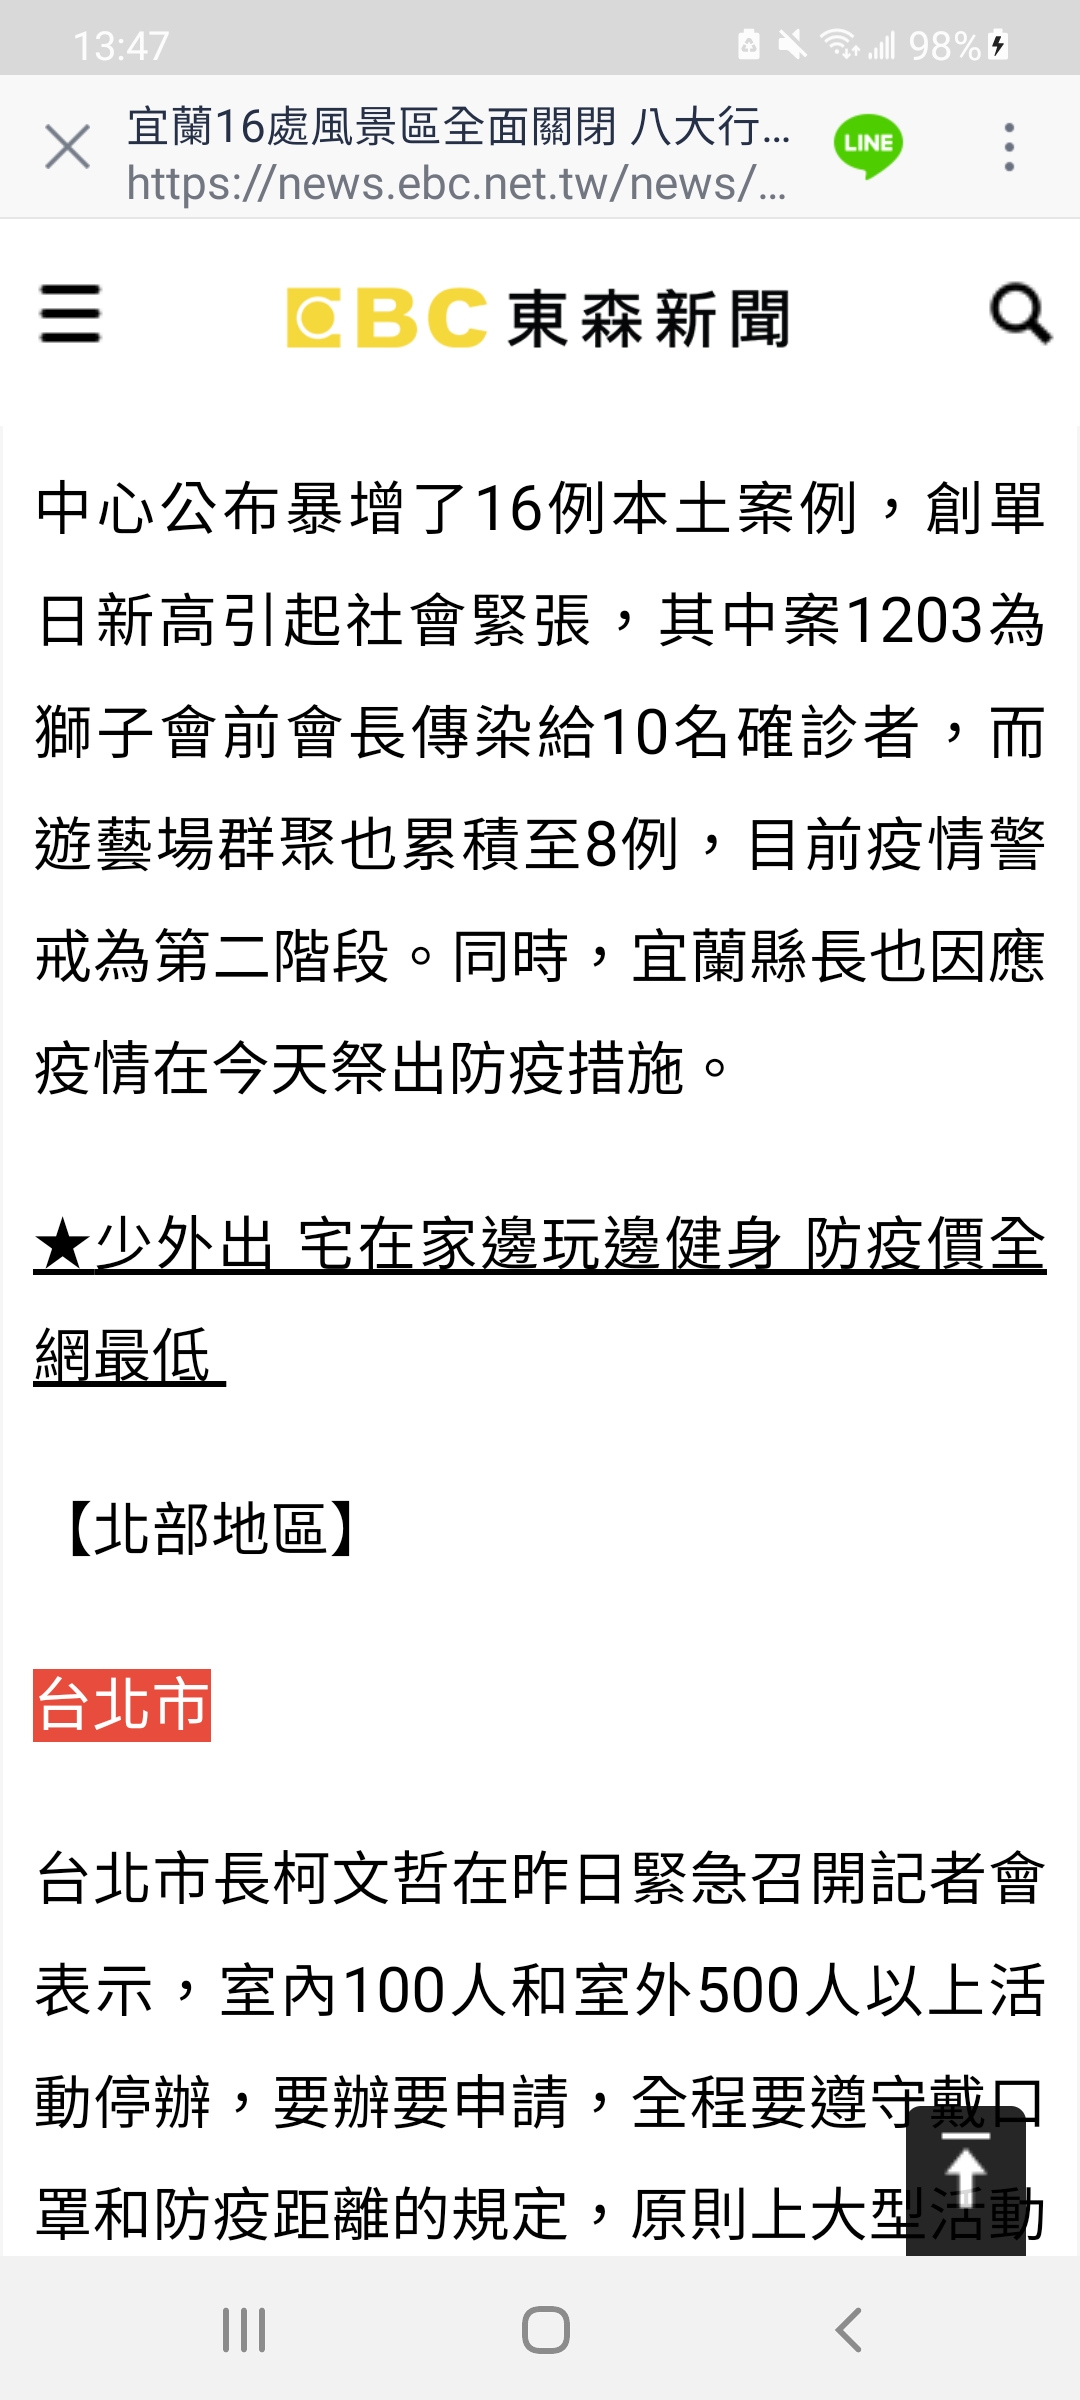 13:47
98%
宜蘭16處風景區全面關閉 八大行...
https://news.ebc.net.tw/news/...
LINE
EBC 東森新聞
中心公布暴增了16例本土案例，創單
日新高引起社會緊張，其中案1203為
獅子會前會長傳染給10名確診者，而
遊藝場群聚也累積至8例，目前疫情警
戒為第二階段。同時，宜蘭縣長也因應
疫情在今天祭出防疫措施。
★少外出 宅在家邊玩邊健身 防疫價全
網最低
【北部地區】
台北市
台北市長柯文哲在昨日緊急召開記者會
表示，室內100人和室外500人以上活
動停辦，要辦要申請，全程要遵守戴口
罩和防疫距離的規定，原則上大型活動